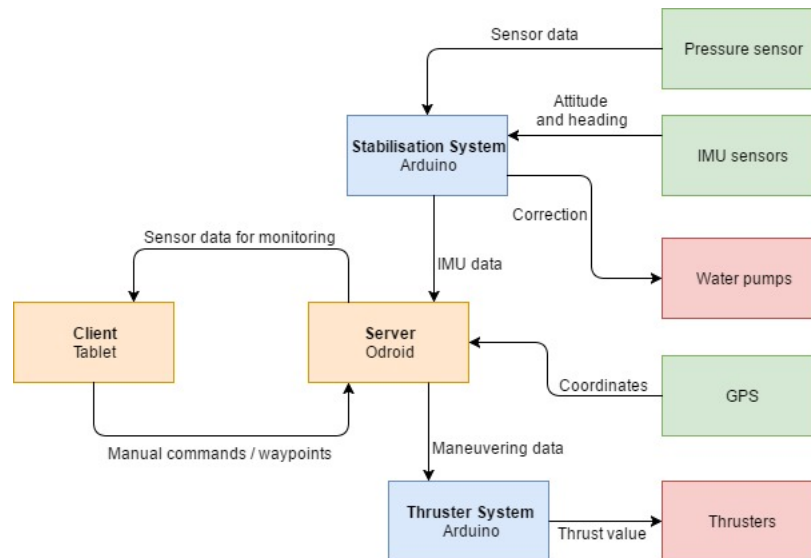 Sensor data
Pressure sensor
Attitude
and heading
Stabilisation System
Arduino
IMU sensors
Correction
Sensor data for monitoring
IMU data
Water pumps
Client
Tablet
Server
Odroid
Coordinates
GPS
Manual commands / waypoints
Maneuvering data
Thruster System
Arduino
Thrust value
Thrusters